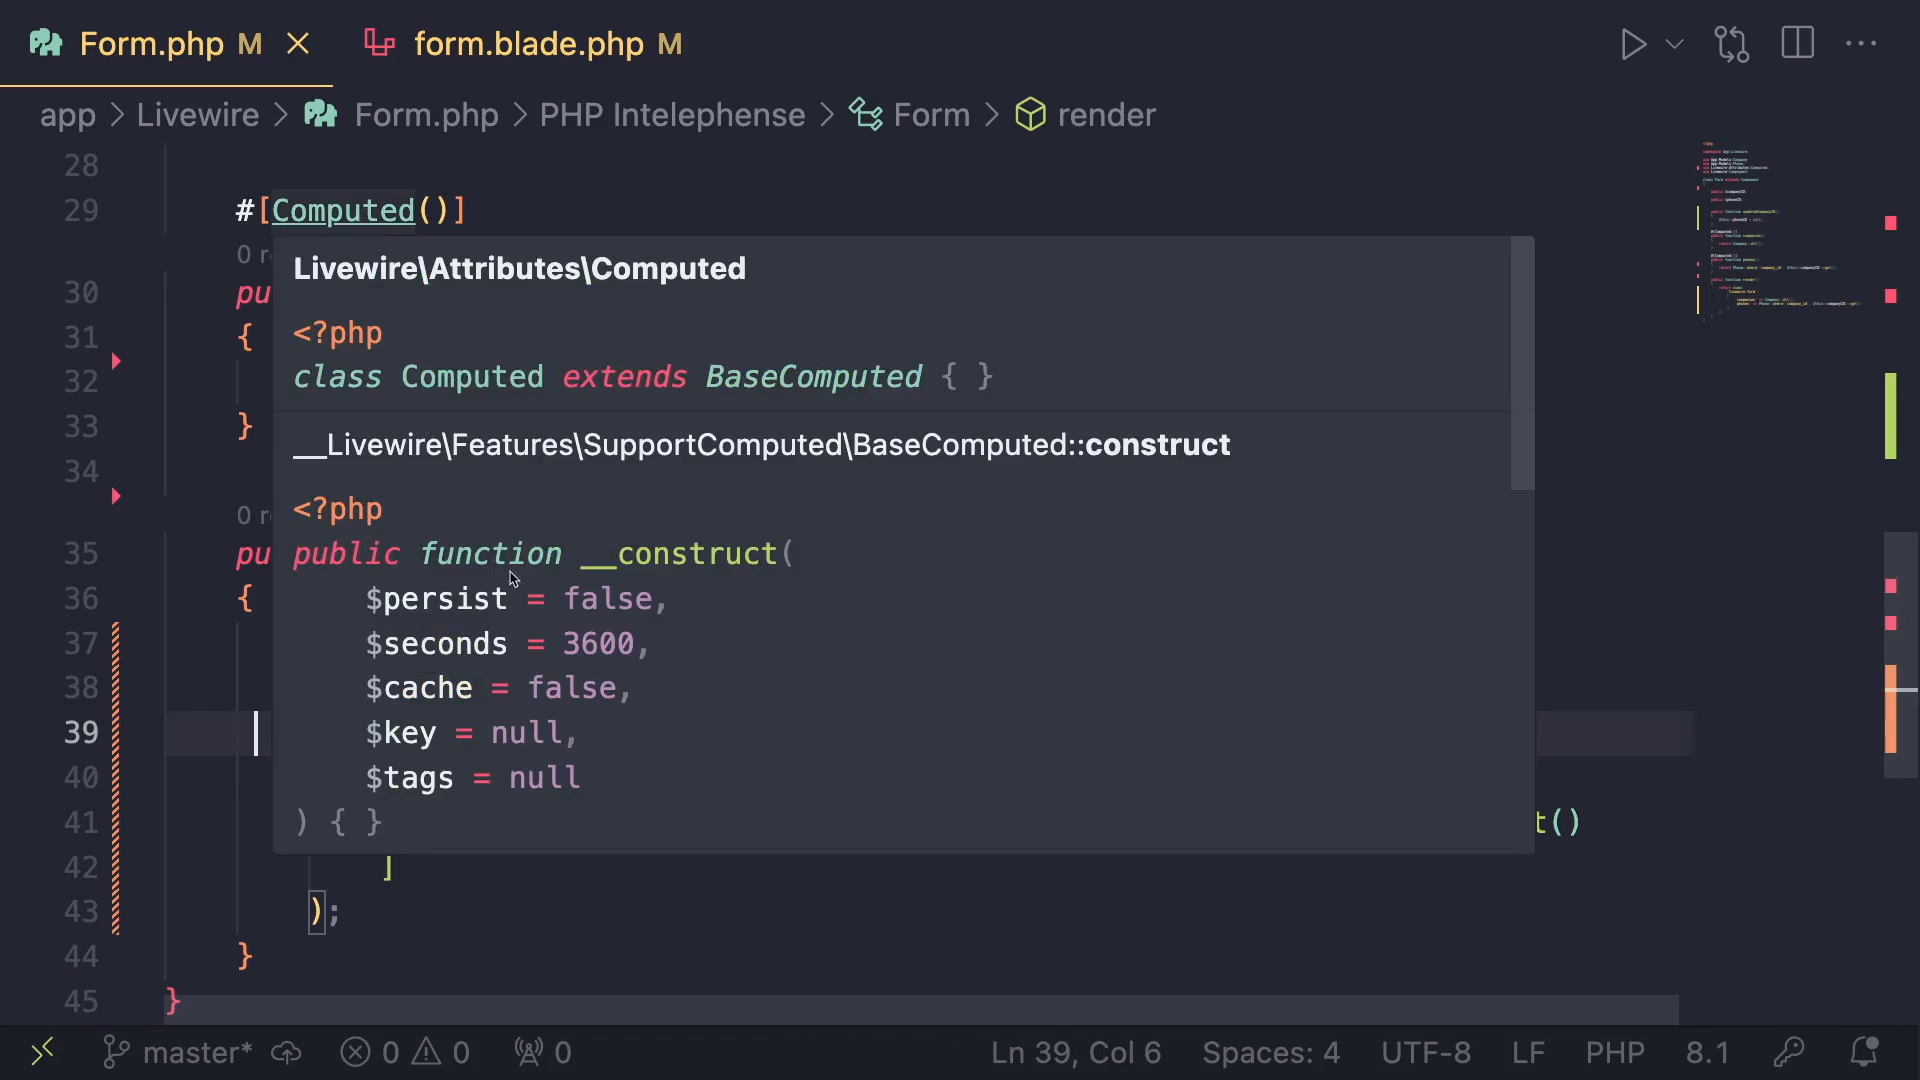 Form.php M
form.blade.php M
app > Livewire > Form.php > PHP Intelephense > Form > render
28
29 #[Computed()]
0 r
30 pu
31 {
32
33 }
34
0 r
35 pu
36 {
37
38
39
40
41 t()
42 ]
43 );
44 }
45 }
Livewire\Attributes\Computed
<?php
class Computed extends BaseComputed { }
__Livewire\Features\SupportComputed\BaseComputed::construct
<?php
public function __construct(
$persist = false,
$seconds = 3600,
$cache = false,
$key = null,
$tags = null
) { }
master* 0 0 0 Ln 39, Col 6 Spaces: 4 UTF-8 LF PHP 8.1